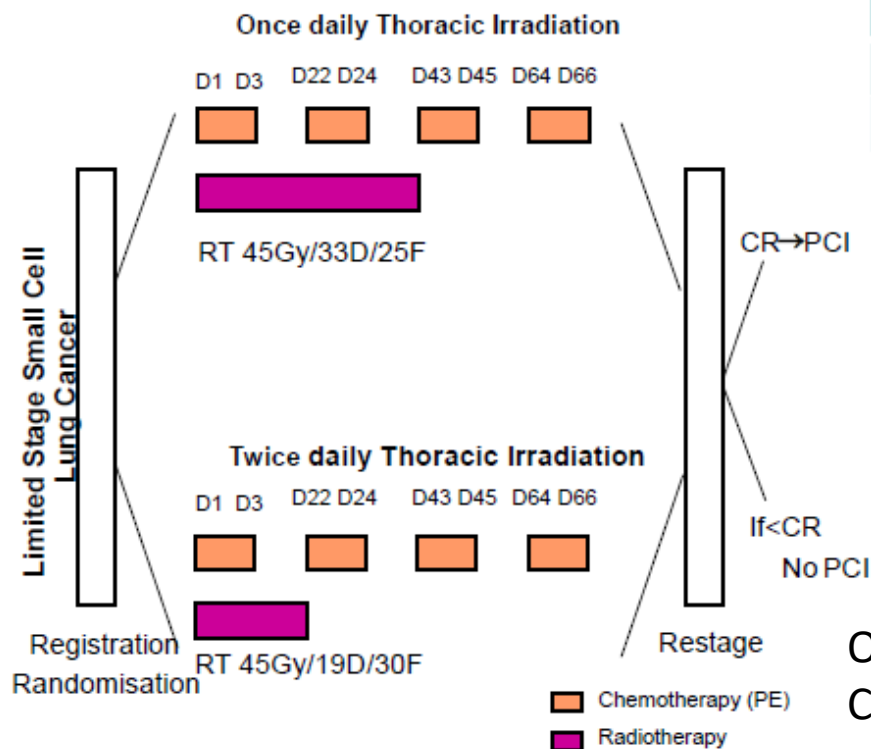 Once daily Thoracic Irradiation
D1 D3 D22 D24 D43 D45 D64 D66
RT 45Gy/33D/25F
CR→PCI
Limited Stage Small Cell
Lung Cancer
Twice daily Thoracic Irradiation
D1 D3 D22 D24 D43 D45 D64 D66
If<CR
No PCI
RT 45Gy/19D/30F
Registration
Randomisation
Restage
Chemotherapy (PE)
Radiotherapy